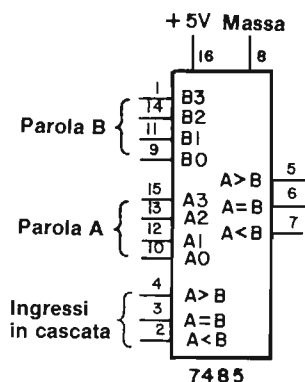 +5V Massa
16 8
1 B3
14 B2
Parola B
11 B1
9 B0
A>B 5
15 A3
A=B 6
13 A2
Parola A
A<B 7
12 A1
10 A0
4 A>B
Ingressi
3 A=B
in cascata
2 A<B
7485